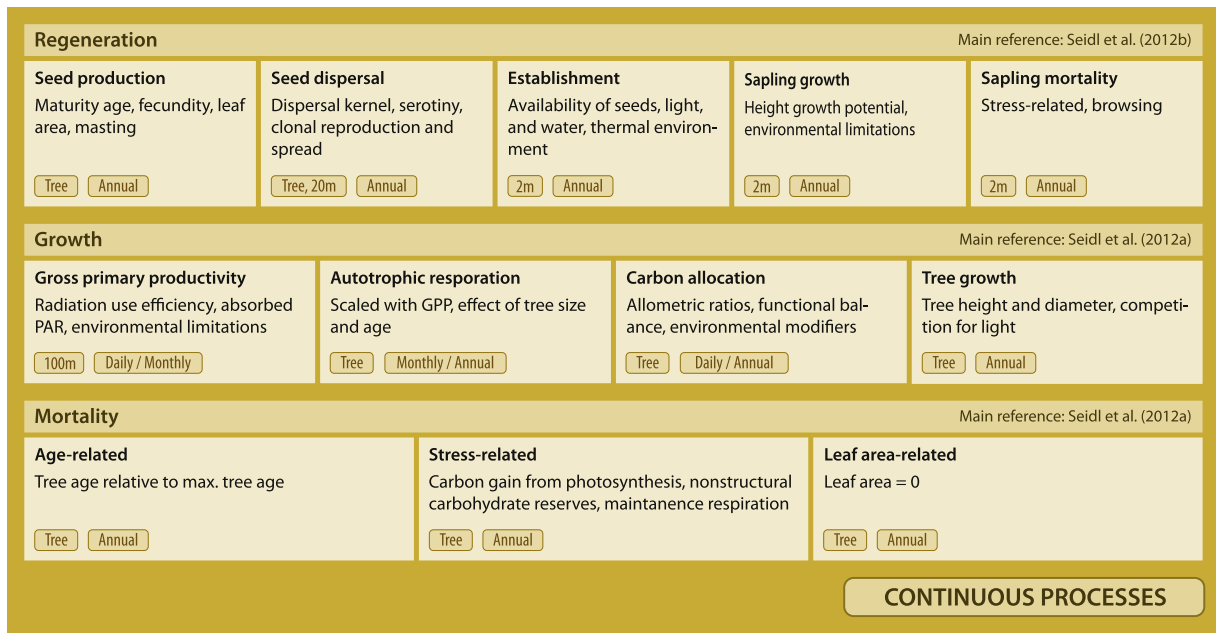 Regeneration
Main reference: Seidl et al. (2012b)
Seed production
Maturity age, fecundity, leaf
area, masting
Tree
Annual
Seed dispersal
Dispersal kernel, serotiny,
clonal reproduction and
spread
Tree, 20m
Annual
Establishment
Availability of seeds, light,
and water, thermal environ-
ment
2m
Annual
Sapling growth
Height growth potential,
environmental limitations
2m
Annual
Sapling mortality
Stress-related, browsing
2m
Annual
Growth
Main reference: Seidl et al. (2012a)
Gross primary productivity
Radiation use efficiency, absorbed
PAR, environmental limitations
100m
Daily / Monthly
Autotrophic resporation
Scaled with GPP, effect of tree size
and age
Tree
Monthly / Annual
Carbon allocation
Allometric ratios, functional bal-
ance, environmental modifiers
Tree
Daily / Annual
Tree growth
Tree height and diameter, competi-
tion for light
Tree
Annual
Mortality
Main reference: Seidl et al. (2012a)
Age-related
Tree age relative to max. tree age
Tree
Annual
Stress-related
Carbon gain from photosynthesis, nonstructural
carbohydrate reserves, maintanence respiration
Tree
Annual
Leaf area-related
Leaf area = 0
Tree
Annual
CONTINUOUS PROCESSES